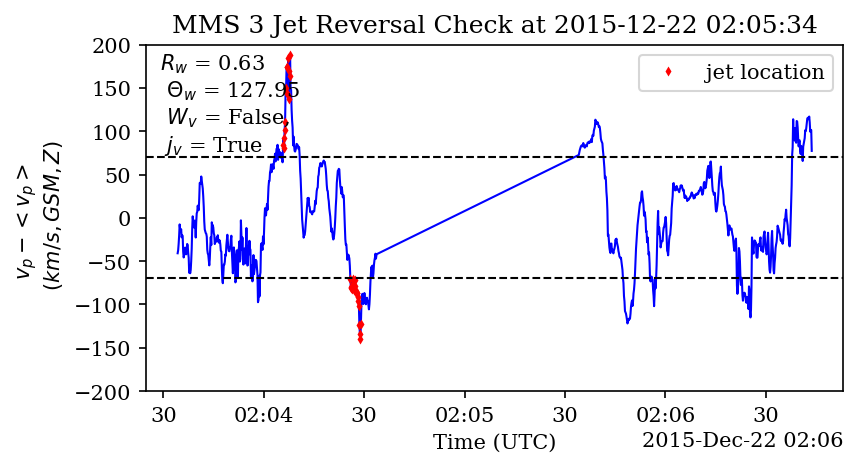 MMS 3 Jet Reversal Check at 2015-12-22 02:05:34
R_w = 0.63
Θ_w = 127.95
W_v = False
j_v = True
jet location
200
150
100
50
0
−50
−100
−150
−200
v_p − <v_p>
(km/s, GSM, Z)
30 02:04 30 02:05 30 02:06 30
Time (UTC)
2015-Dec-22 02:06